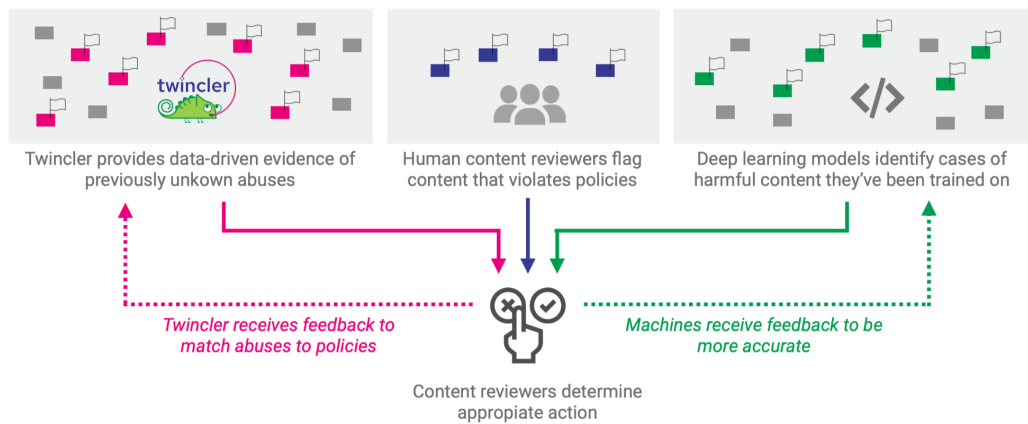 twincler
</>
Twincler provides data-driven evidence of
previously unkown abuses
Human content reviewers flag
content that violates policies
Deep learning models identify cases of
harmful content they've been trained on
Twincler receives feedback to
match abuses to policies
Machines receive feedback to be
more accurate
Content reviewers determine
appropiate action